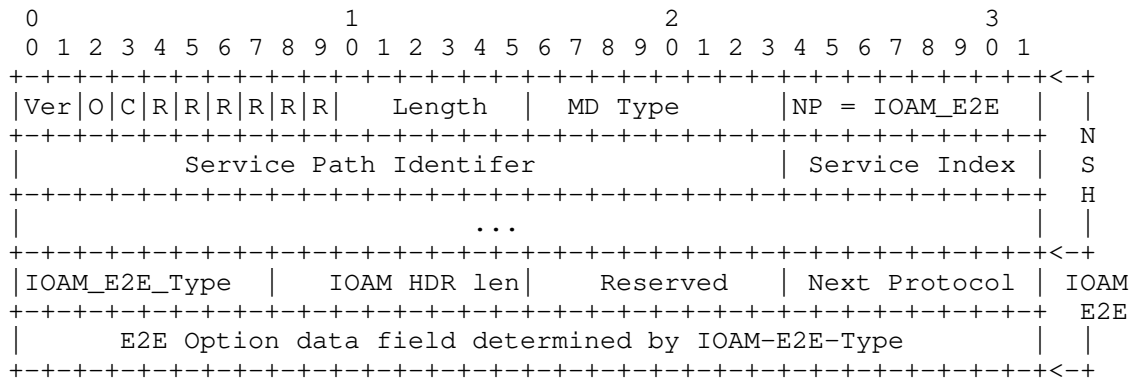 0                   1                   2                   3
 0 1 2 3 4 5 6 7 8 9 0 1 2 3 4 5 6 7 8 9 0 1 2 3 4 5 6 7 8 9 0 1
+-+-+-+-+-+-+-+-+-+-+-+-+-+-+-+-+-+-+-+-+-+-+-+-+-+-+-+-+-+-+-+-+<-+
|Ver|O|C|R|R|R|R|R|R|   Length  |  MD Type      |NP = IOAM_E2E  |  |
+-+-+-+-+-+-+-+-+-+-+-+-+-+-+-+-+-+-+-+-+-+-+-+-+-+-+-+-+-+-+-+-+  N
|          Service Path Identifer               | Service Index |  S
+-+-+-+-+-+-+-+-+-+-+-+-+-+-+-+-+-+-+-+-+-+-+-+-+-+-+-+-+-+-+-+-+  H
|                            ...                                |  |
+-+-+-+-+-+-+-+-+-+-+-+-+-+-+-+-+-+-+-+-+-+-+-+-+-+-+-+-+-+-+-+-+<-+
|IOAM_E2E_Type  |   IOAM HDR len|    Reserved   | Next Protocol | IOAM
+-+-+-+-+-+-+-+-+-+-+-+-+-+-+-+-+-+-+-+-+-+-+-+-+-+-+-+-+-+-+-+-+  E2E
|      E2E Option data field determined by IOAM-E2E-Type        |  |
+-+-+-+-+-+-+-+-+-+-+-+-+-+-+-+-+-+-+-+-+-+-+-+-+-+-+-+-+-+-+-+-+<-+